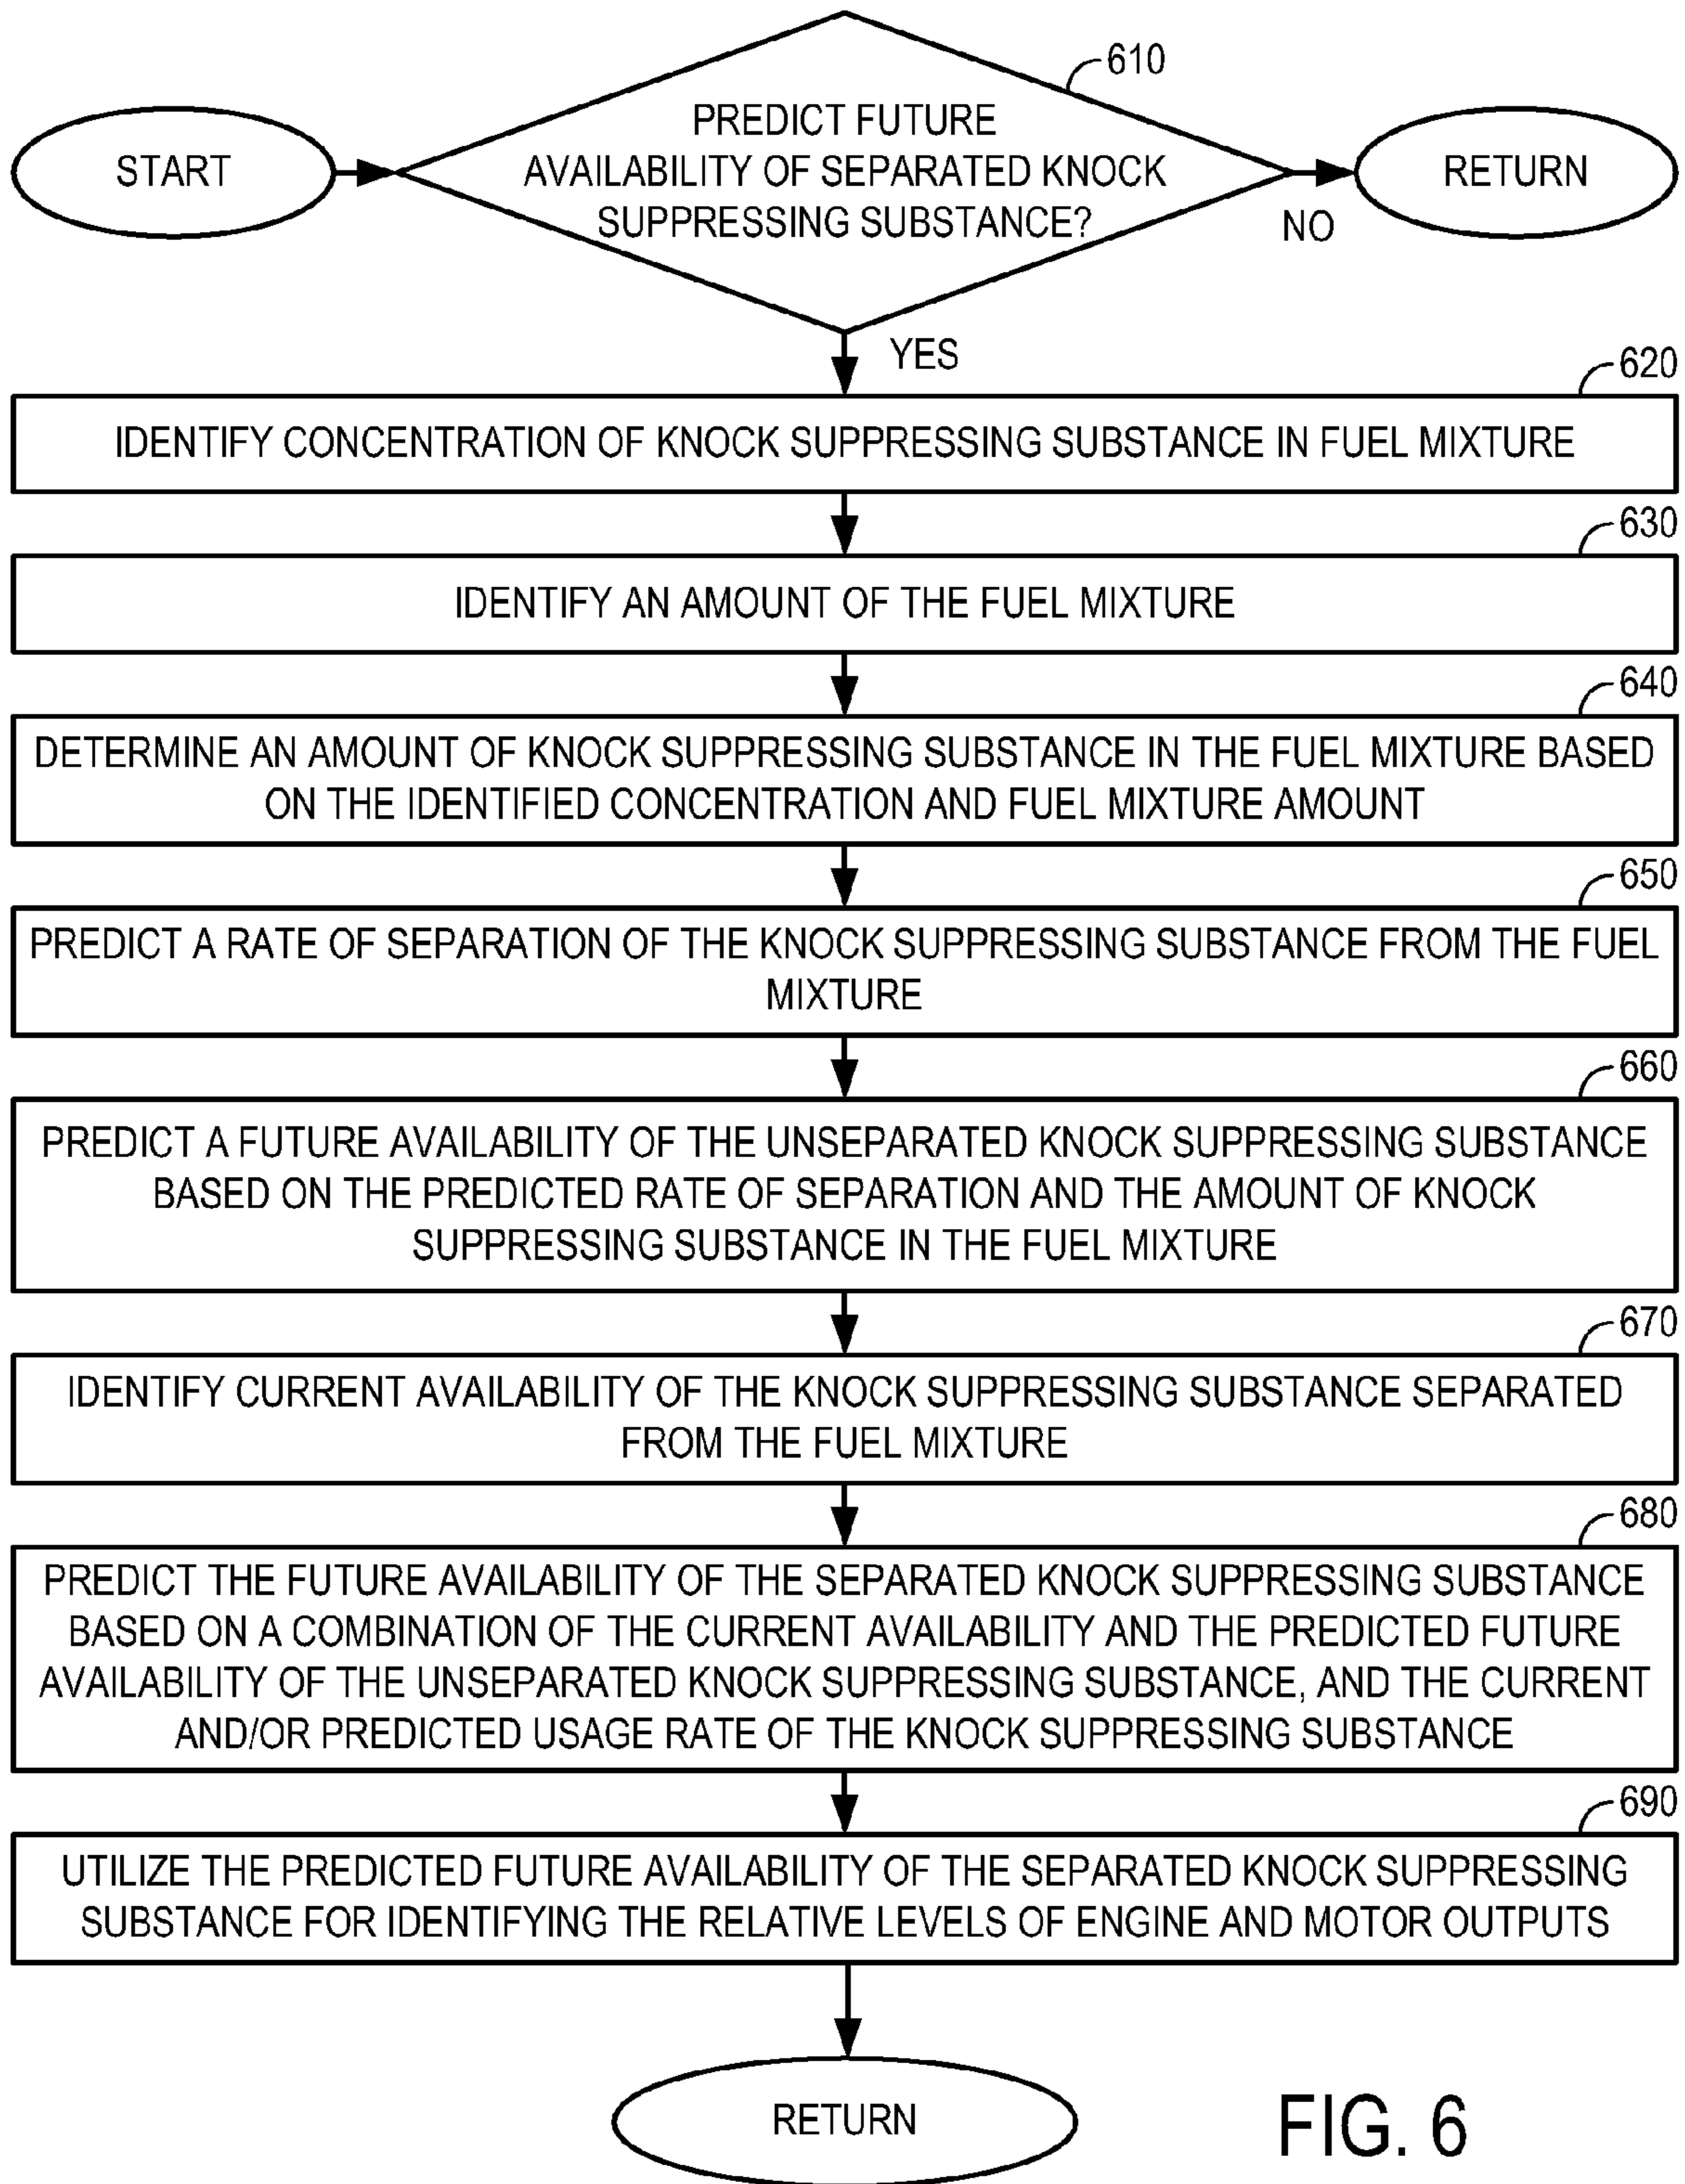 610
PREDICT FUTURE
AVAILABILITY OF SEPARATED KNOCK
SUPPRESSING SUBSTANCE?
START
RETURN
NO
YES
620
IDENTIFY CONCENTRATION OF KNOCK SUPPRESSING SUBSTANCE IN FUEL MIXTURE
630
IDENTIFY AN AMOUNT OF THE FUEL MIXTURE
640
DETERMINE AN AMOUNT OF KNOCK SUPPRESSING SUBSTANCE IN THE FUEL MIXTURE BASED
ON THE IDENTIFIED CONCENTRATION AND FUEL MIXTURE AMOUNT
650
PREDICT A RATE OF SEPARATION OF THE KNOCK SUPPRESSING SUBSTANCE FROM THE FUEL
MIXTURE
660
PREDICT A FUTURE AVAILABILITY OF THE UNSEPARATED KNOCK SUPPRESSING SUBSTANCE
BASED ON THE PREDICTED RATE OF SEPARATION AND THE AMOUNT OF KNOCK
SUPPRESSING SUBSTANCE IN THE FUEL MIXTURE
670
IDENTIFY CURRENT AVAILABILITY OF THE KNOCK SUPPRESSING SUBSTANCE SEPARATED
FROM THE FUEL MIXTURE
680
PREDICT THE FUTURE AVAILABILITY OF THE SEPARATED KNOCK SUPPRESSING SUBSTANCE
BASED ON A COMBINATION OF THE CURRENT AVAILABILITY AND THE PREDICTED FUTURE
AVAILABILITY OF THE UNSEPARATED KNOCK SUPPRESSING SUBSTANCE, AND THE CURRENT
AND/OR PREDICTED USAGE RATE OF THE KNOCK SUPPRESSING SUBSTANCE
690
UTILIZE THE PREDICTED FUTURE AVAILABILITY OF THE SEPARATED KNOCK SUPPRESSING
SUBSTANCE FOR IDENTIFYING THE RELATIVE LEVELS OF ENGINE AND MOTOR OUTPUTS
RETURN
FIG. 6